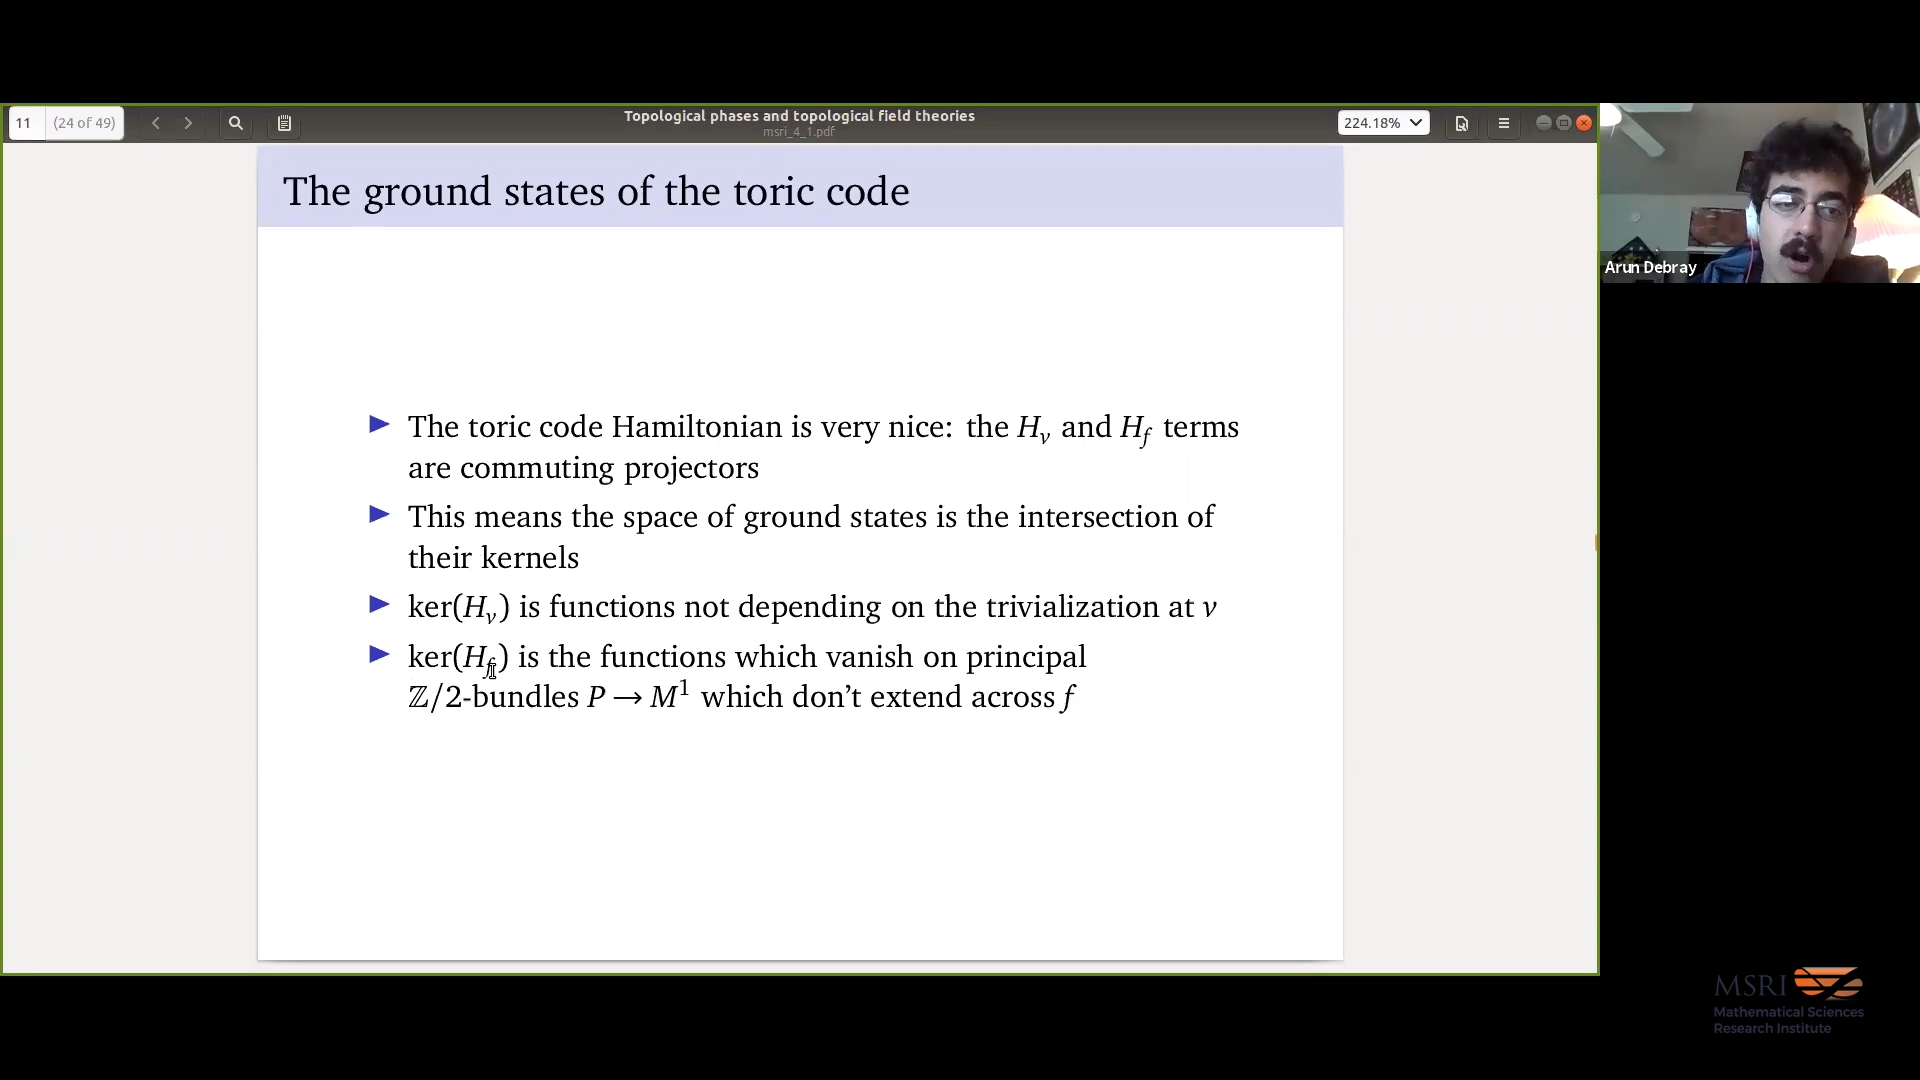 11 (24 of 49)
Topological phases and topological field theories
msri_4_1.pdf
224.18%
The ground states of the toric code
▶ The toric code Hamiltonian is very nice: the H_v and H_f terms
are commuting projectors
▶ This means the space of ground states is the intersection of
their kernels
▶ ker(H_v) is functions not depending on the trivialization at v
▶ ker(H_f) is the functions which vanish on principal
ℤ/2-bundles P → M¹ which don’t extend across f
Arun Debray
MSRI
Mathematical Sciences
Research Institute